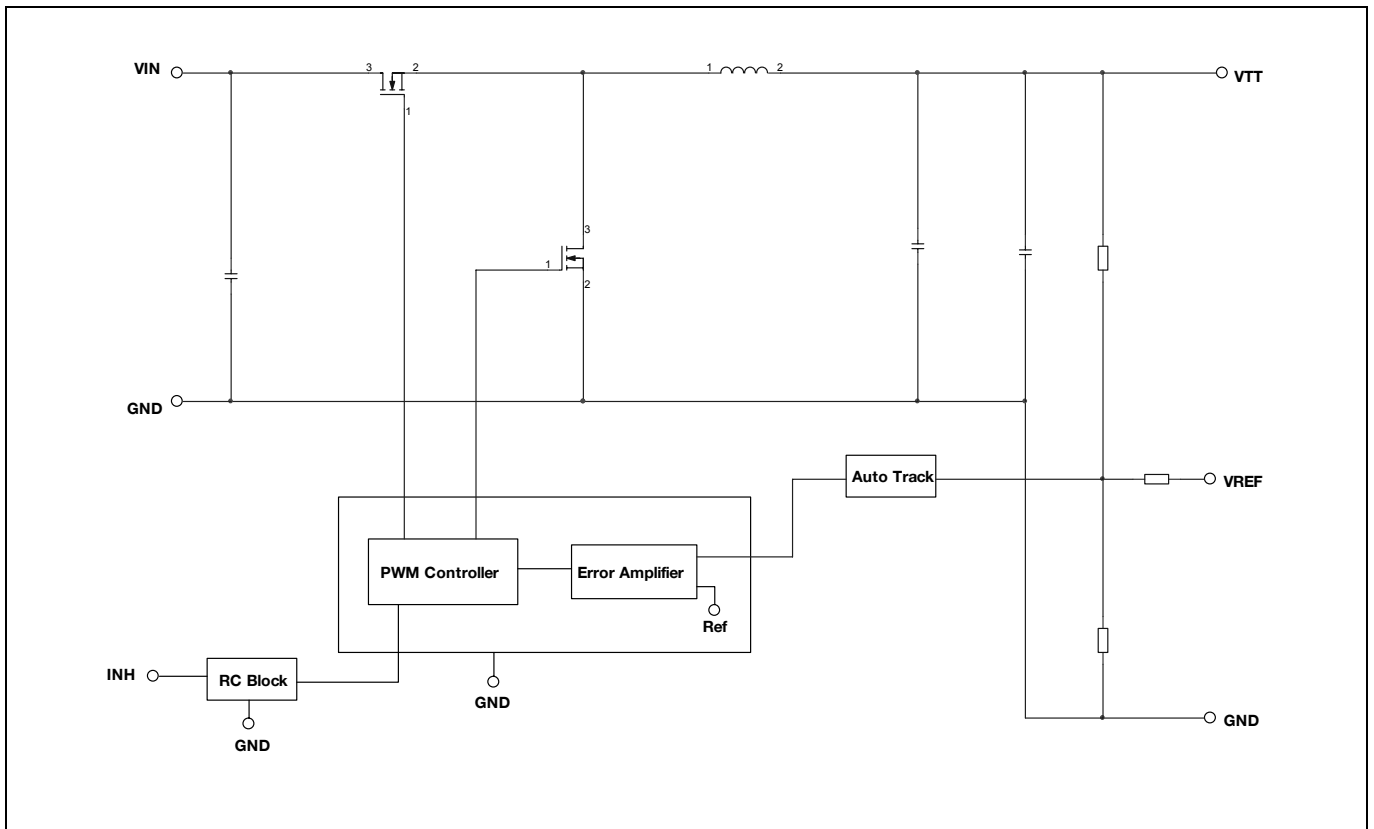 VIN
3
2
1
2
VTT
1
3
1
2
GND
Auto Track
VREF
PWM Controller
Error Amplifier
Ref
INH
RC Block
GND
GND
GND